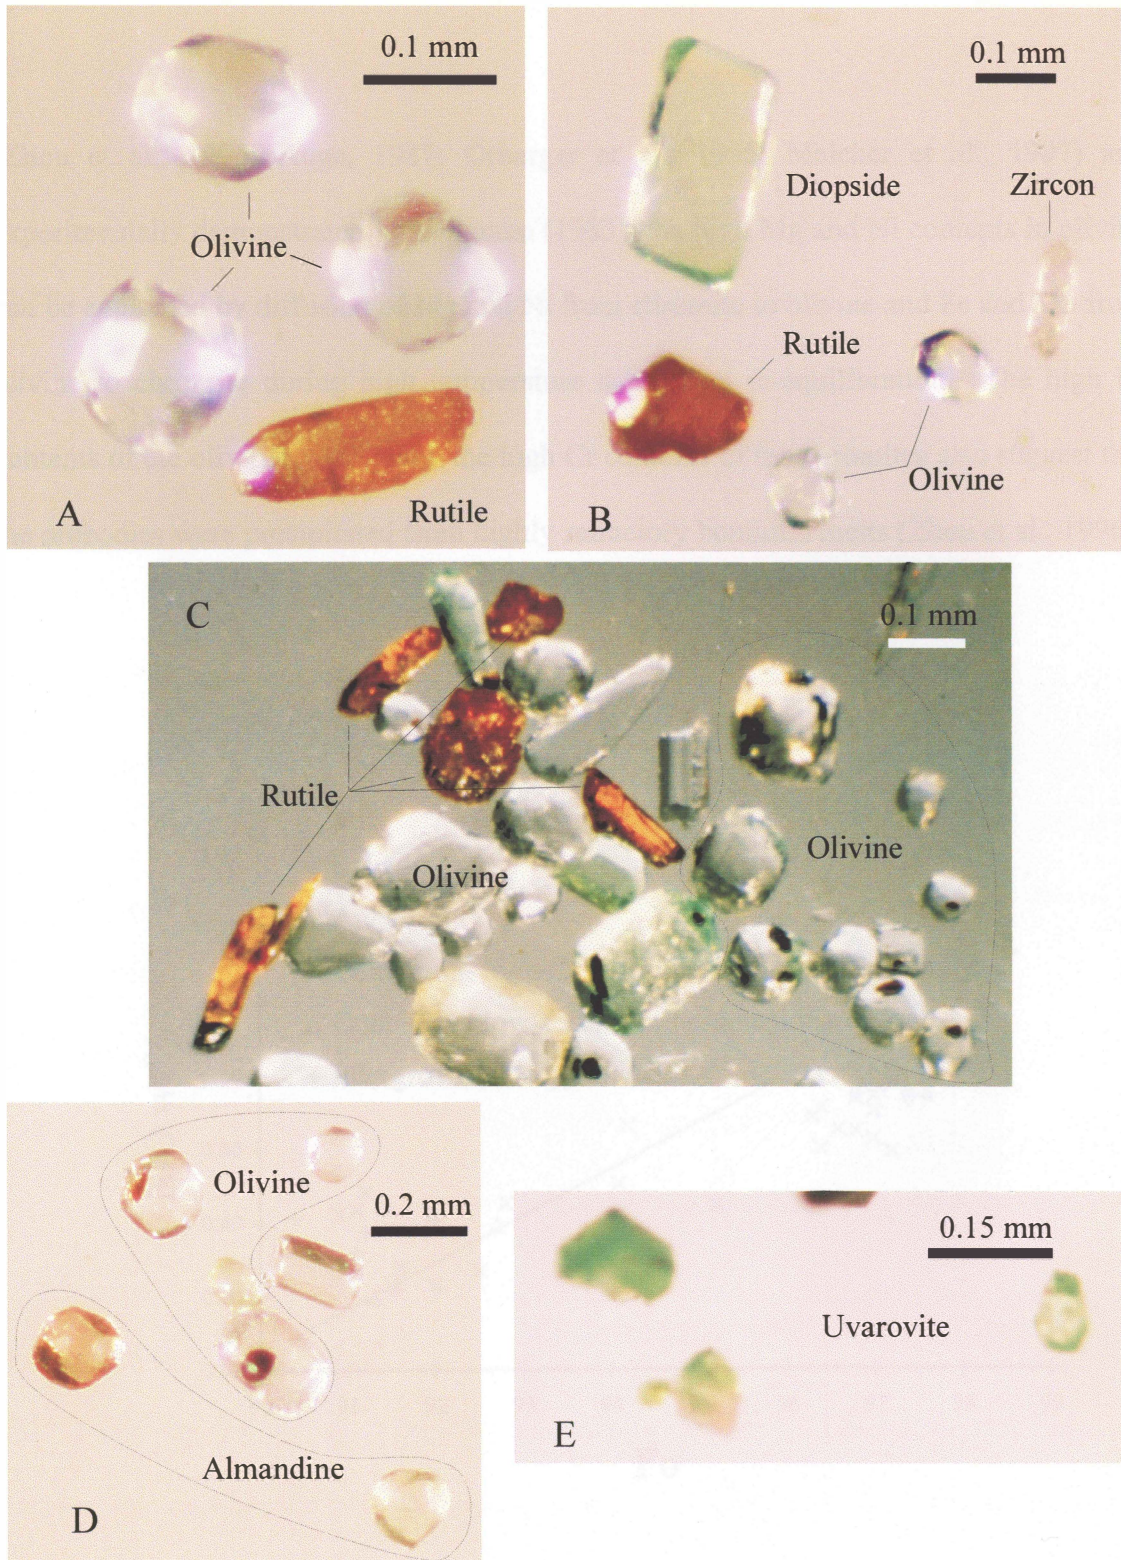 0.1 mm
Olivine
Rutile
A
0.1 mm
Diopside
Zircon
Rutile
Olivine
B
C
0.1 mm
Rutile
Olivine
Olivine
Olivine
0.2 mm
Almandine
D
0.15 mm
Uvarovite
E